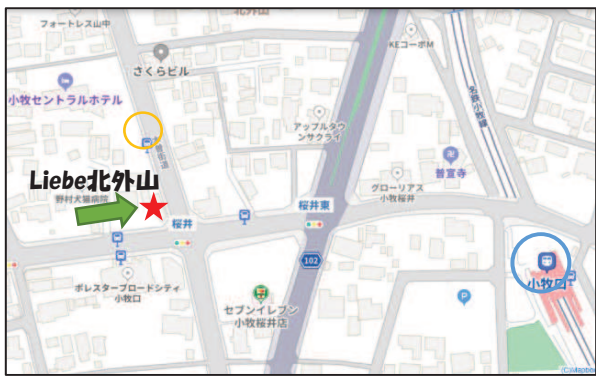 北外山
フォートレス山中
KEコーポM
さくらビル
小牧セントラルホテル
名鉄小牧線
アップルタウ
ンサクライ
普宣寺
Liebe北外山
野村犬猫病院
グローリアス
小牧桜井
桜井
桜井東
102
小牧口
ポレスターブロードシティ
小牧口
セブンイレブン
小牧桜井店
P